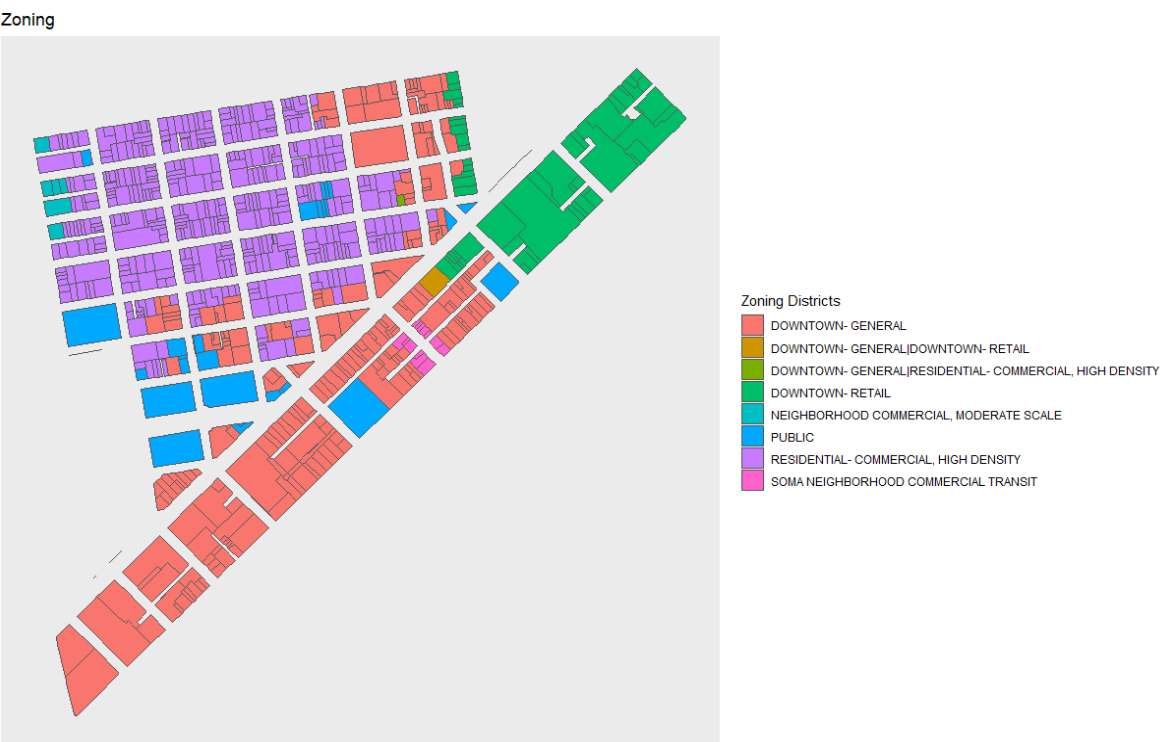 Zoning
Zoning Districts
DOWNTOWN- GENERAL
DOWNTOWN- GENERAL|DOWNTOWN- RETAIL
DOWNTOWN- GENERAL|RESIDENTIAL- COMMERCIAL, HIGH DENSITY
DOWNTOWN- RETAIL
NEIGHBORHOOD COMMERCIAL, MODERATE SCALE
PUBLIC
RESIDENTIAL- COMMERCIAL, HIGH DENSITY
SOMA NEIGHBORHOOD COMMERCIAL TRANSIT